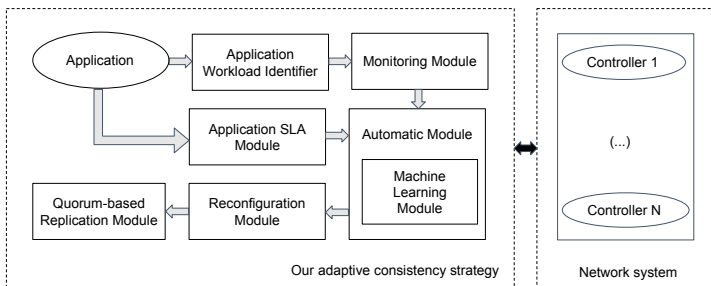 Application
Application
Workload Identifier
Monitoring Module
Controller 1
Application SLA
Module
Automatic Module
(...)
Machine
Learning
Module
Quorum-based
Replication Module
Reconfiguration
Module
Controller N
Our adaptive consistency strategy
Network system